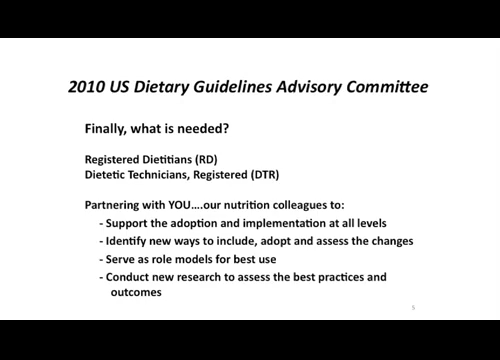 2010 US Dietary Guidelines Advisory Committee
Finally, what is needed?
Registered Dietitians (RD)
Dietetic Technicians, Registered (DTR)
Partnering with YOU....our nutrition colleagues to:
- Support the adoption and implementation at all levels
- Identify new ways to include, adopt and assess the changes
- Serve as role models for best use
- Conduct new research to assess the best practices and
outcomes